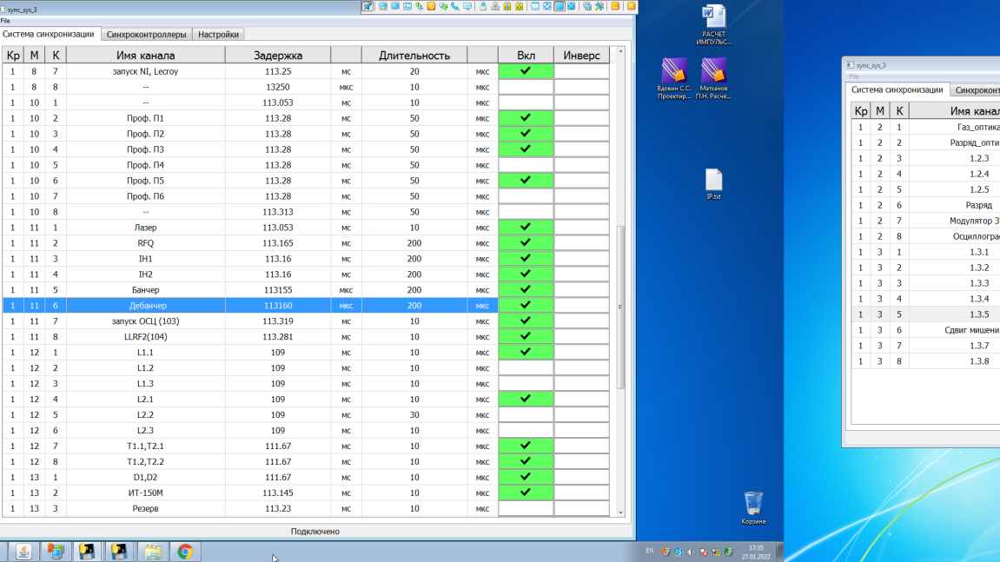 sync_sys_3
File
Система синхронизации Синхроконтроллеры Настройки
Кр М К Имя канала Задержка Длительность Вкл Инверс
1 8 7 запуск NI, Lecroy 113.25 мс 20 мкс ✓
1 8 8 -- 13250 мкс 10 мкс
1 10 1 -- 113.053 мс 10 мкс
1 10 2 Проф. П1 113.28 мс 50 мкс ✓
1 10 3 Проф. П2 113.28 мс 50 мкс ✓
1 10 4 Проф. П3 113.28 мс 50 мкс ✓
1 10 5 Проф. П4 113.28 мс 50 мкс
1 10 6 Проф. П5 113.28 мс 50 мкс ✓
1 10 7 Проф. П6 113.28 мс 50 мкс
1 10 8 -- 113.313 мс 50 мкс
1 11 1 Лазер 113.053 мс 10 мкс ✓
1 11 2 RFQ 113.165 мс 200 мкс ✓
1 11 3 IH1 113.16 мс 200 мкс ✓
1 11 4 IH2 113.16 мс 200 мкс ✓
1 11 5 Банчер 113155 мкс 200 мкс ✓
1 11 6 Дебанчер 113160 мкс 200 мкс ✓
1 11 7 запуск ОСЦ (103) 113.319 мс 10 мкс ✓
1 11 8 LLRF2(104) 113.281 мс 10 мкс ✓
1 12 1 L1.1 109 мс 10 мкс ✓
1 12 2 L1.2 109 мс 10 мкс
1 12 3 L1.3 109 мс 10 мкс
1 12 4 L2.1 109 мс 10 мкс ✓
1 12 5 L2.2 109 мс 30 мкс
1 12 6 L2.3 109 мс 10 мкс
1 12 7 T1.1,T2.1 111.67 мс 10 мкс ✓
1 12 8 T1.2,T2.2 111.67 мс 10 мкс ✓
1 13 1 D1,D2 111.67 мс 10 мкс ✓
1 13 2 ИТ-150М 113.145 мс 10 мкс ✓
1 13 3 Резерв 113.23 мс 10 мкс
Подключено
РАСЧЕТ
ИМПУЛЬС...
Вдовин С.С.
Проектир...
Матханов
П.Н. Расче...
IP.txt
Корзина
EN
17:35
27.01.2022
sync_sys_3
File
Система синхронизации Синхроконт
Кр М К Имя канал
1 2 1 Газ_оптика
1 2 2 Разряд_опти
1 2 3 1.2.3
1 2 4 1.2.4
1 2 5 1.2.5
1 2 6 Разряд
1 2 7 Модулятор З
1 2 8 Осциллограф
1 3 1 1.3.1
1 3 2 1.3.2
1 3 3 1.3.3
1 3 4 1.3.4
1 3 5 1.3.5
1 3 6 Сдвиг мишени
1 3 7 1.3.7
1 3 8 1.3.8